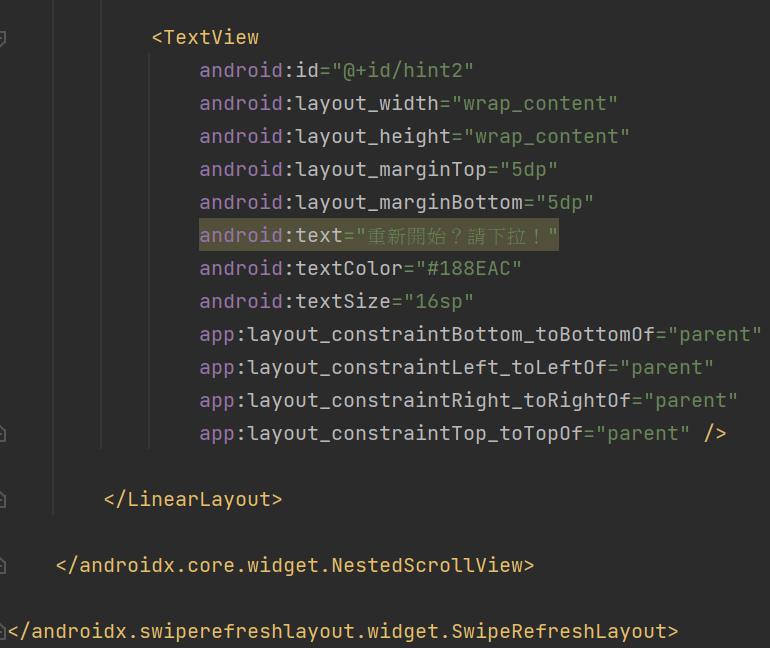 <TextView
android:id="@+id/hint2"
android:layout_width="wrap_content"
android:layout_height="wrap_content"
android:layout_marginTop="5dp"
android:layout_marginBottom="5dp"
android:text="重新開始？請下拉！"
android:textColor="#188EAC"
android:textSize="16sp"
app:layout_constraintBottom_toBottomOf="parent"
app:layout_constraintLeft_toLeftOf="parent"
app:layout_constraintRight_toRightOf="parent"
app:layout_constraintTop_toTopOf="parent" />
</LinearLayout>
</androidx.core.widget.NestedScrollView>
</androidx.swiperefreshlayout.widget.SwipeRefreshLayout>